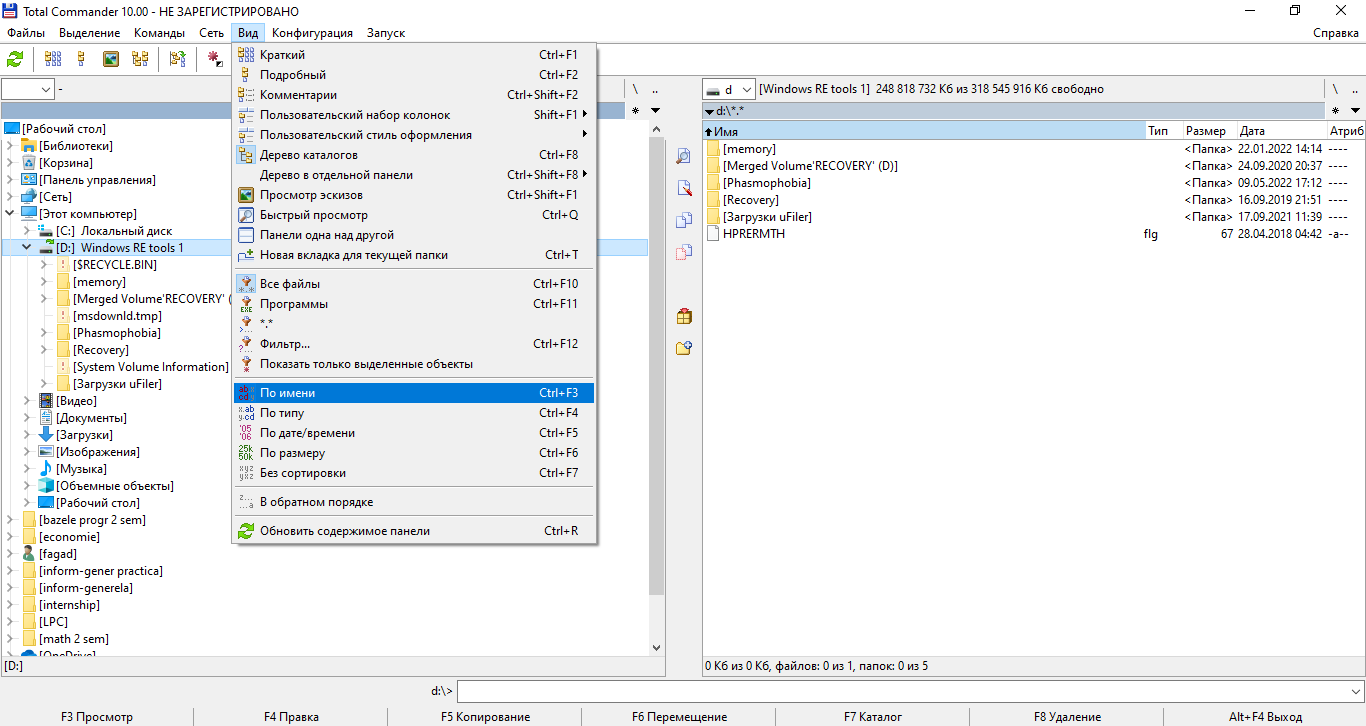 Total Commander 10.00 - НЕ ЗАРЕГИСТРИРОВАНО
Файлы Выделение Команды Сеть Вид Конфигурация Запуск Справка
- \ ..
d [Windows RE tools 1] 248 818 732 Кб из 318 545 916 Кб свободно \ ..
* ▼
▼d:\*.* * ▼
[Рабочий стол]
[Библиотеки]
[Корзина]
[Панель управления]
[Сеть]
[Этот компьютер]
[C:] Локальный диск
[D:] Windows RE tools 1
[$RECYCLE.BIN]
[memory]
[Merged Volume'RECOVERY' (
[msdownld.tmp]
[Phasmophobia]
[Recovery]
[System Volume Information]
[Загрузки uFiler]
[Видео]
[Документы]
[Загрузки]
[Изображения]
[Музыка]
[Объемные объекты]
[Рабочий стол]
[bazele progr 2 sem]
[economie]
[fagad]
[inform-gener practica]
[inform-generela]
[internship]
[LPC]
[math 2 sem]
[OneDrive]
[D:]
Краткий Ctrl+F1
Подробный Ctrl+F2
Комментарии Ctrl+Shift+F2
Пользовательский набор колонок Shift+F1
Пользовательский стиль оформления
Дерево каталогов Ctrl+F8
Дерево в отдельной панели Ctrl+Shift+F8
Просмотр эскизов Ctrl+Shift+F1
Быстрый просмотр Ctrl+Q
Панели одна над другой
Новая вкладка для текущей папки Ctrl+T
Все файлы Ctrl+F10
Программы Ctrl+F11
*.*
Фильтр... Ctrl+F12
Показать только выделенные объекты
По имени Ctrl+F3
По типу Ctrl+F4
По дате/времени Ctrl+F5
По размеру Ctrl+F6
Без сортировки Ctrl+F7
В обратном порядке
Обновить содержимое панели Ctrl+R
Имя Тип Размер Дата Атриб
[memory] <Папка> 22.01.2022 14:14 ----
[Merged Volume'RECOVERY' (D)] <Папка> 24.09.2020 20:37 ----
[Phasmophobia] <Папка> 09.05.2022 17:12 ----
[Recovery] <Папка> 16.09.2019 21:51 ----
[Загрузки uFiler] <Папка> 17.09.2021 11:39 ----
HPRERMTH flg 67 28.04.2018 04:42 -a--
0 Кб из 0 Кб, файлов: 0 из 1, папок: 0 из 5
d:\>
F3 Просмотр F4 Правка F5 Копирование F6 Перемещение F7 Каталог F8 Удаление Alt+F4 Выход